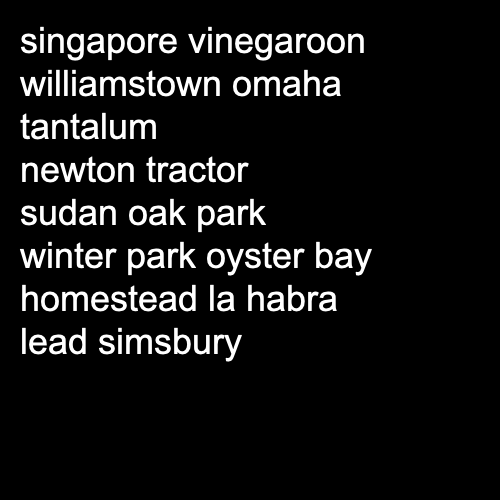 singapore vinegaroon
williamstown omaha
tantalum
newton tractor
sudan oak park
winter park oyster bay
homestead la habra
lead simsbury